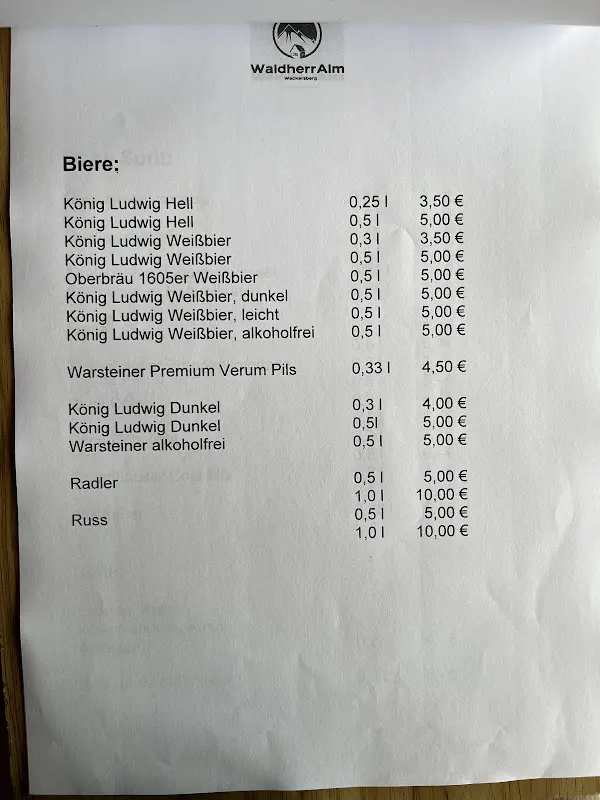 WaldherrAlm
Wackersberg
Biere:
König Ludwig Hell 0,25 l 3,50 €
König Ludwig Hell 0,5 l 5,00 €
König Ludwig Weißbier 0,3 l 3,50 €
König Ludwig Weißbier 0,5 l 5,00 €
Oberbräu 1605er Weißbier 0,5 l 5,00 €
König Ludwig Weißbier, dunkel 0,5 l 5,00 €
König Ludwig Weißbier, leicht 0,5 l 5,00 €
König Ludwig Weißbier, alkoholfrei 0,5 l 5,00 €
Warsteiner Premium Verum Pils 0,33 l 4,50 €
König Ludwig Dunkel 0,3 l 4,00 €
König Ludwig Dunkel 0,5l 5,00 €
Warsteiner alkoholfrei 0,5 l 5,00 €
Radler 0,5 l 5,00 €
1,0 l 10,00 €
Russ 0,5 l 5,00 €
1,0 l 10,00 €